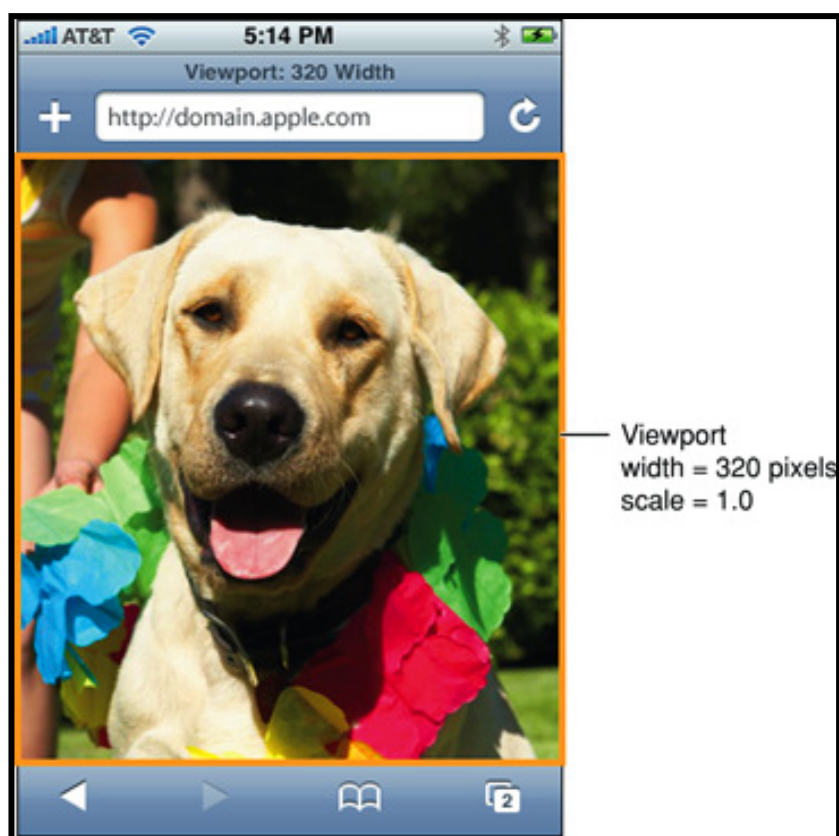 AT&T 5:14 PM
Viewport: 320 Width
http://domain.apple.com
Viewport
width = 320 pixels
scale = 1.0
2